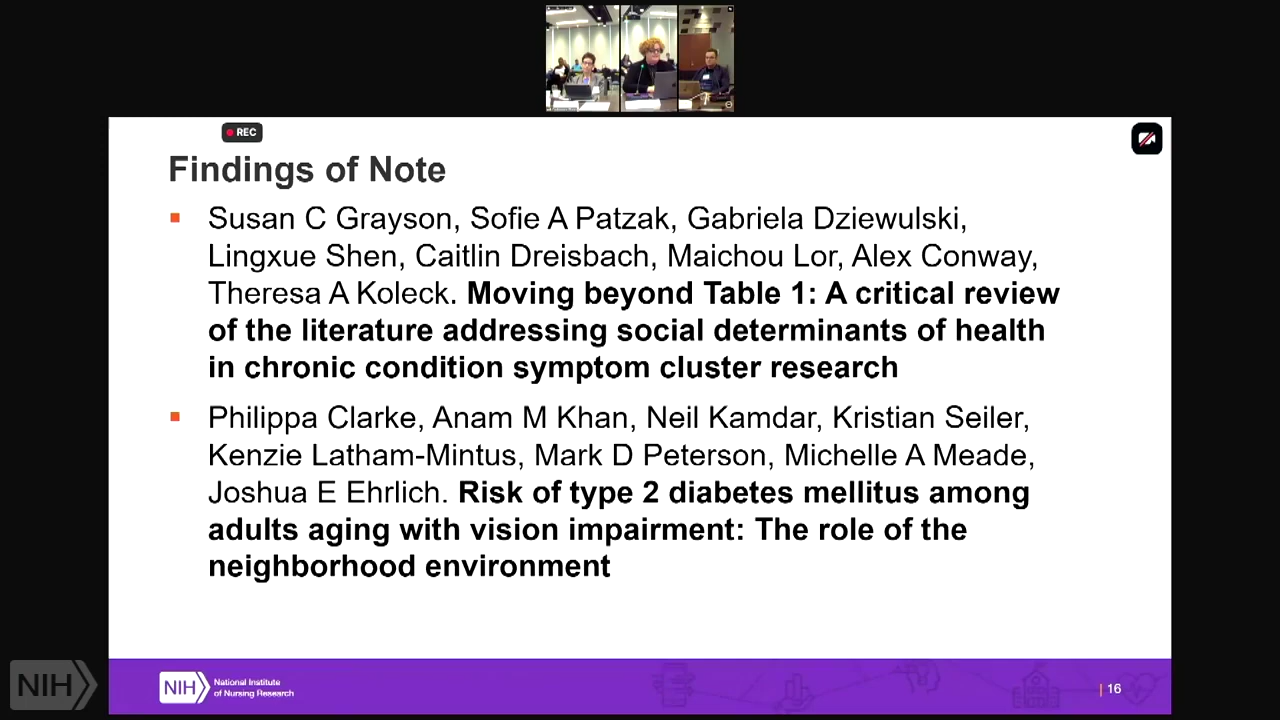 REC
Findings of Note
Susan C Grayson, Sofie A Patzak, Gabriela Dziewulski,
Lingxue Shen, Caitlin Dreisbach, Maichou Lor, Alex Conway,
Theresa A Koleck. Moving beyond Table 1: A critical review
of the literature addressing social determinants of health
in chronic condition symptom cluster research
Philippa Clarke, Anam M Khan, Neil Kamdar, Kristian Seiler,
Kenzie Latham-Mintus, Mark D Peterson, Michelle A Meade,
Joshua E Ehrlich. Risk of type 2 diabetes mellitus among
adults aging with vision impairment: The role of the
neighborhood environment
NIH
NIH
National Institute
of Nursing Research
| 16